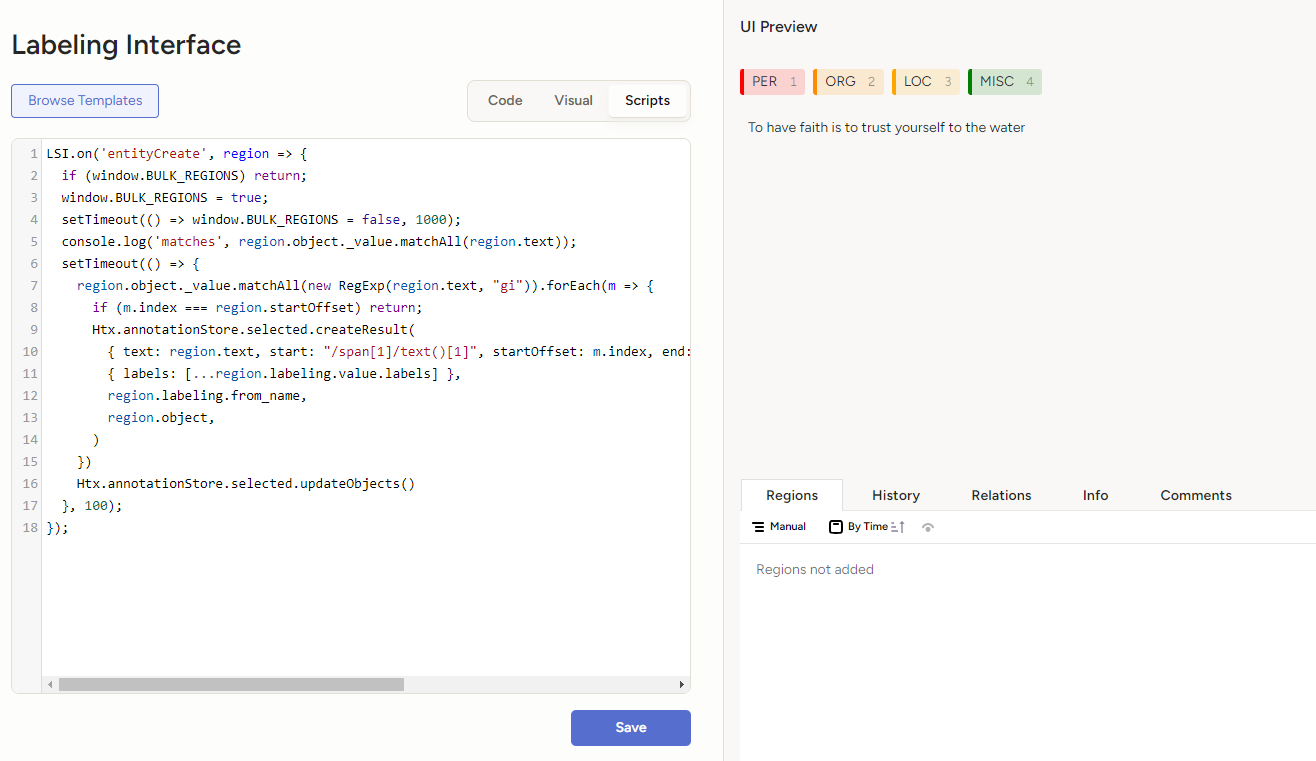 Labeling Interface
Browse Templates
Code Visual Scripts
1 LSI.on('entityCreate', region => {
2 if (window.BULK_REGIONS) return;
3 window.BULK_REGIONS = true;
4 setTimeout(() => window.BULK_REGIONS = false, 1000);
5 console.log('matches', region.object._value.matchAll(region.text));
6 setTimeout(() => {
7 region.object._value.matchAll(new RegExp(region.text, "gi")).forEach(m => {
8 if (m.index === region.startOffset) return;
9 Htx.annotationStore.selected.createResult(
10 { text: region.text, start: "/span[1]/text()[1]", startOffset: m.index, end:
11 { labels: [...region.labeling.value.labels] },
12 region.labeling.from_name,
13 region.object,
14 )
15 })
16 Htx.annotationStore.selected.updateObjects()
17 }, 100);
18 });
Save
UI Preview
PER 1 ORG 2 LOC 3 MISC 4
To have faith is to trust yourself to the water
Regions History Relations Info Comments
Manual By Time
Regions not added